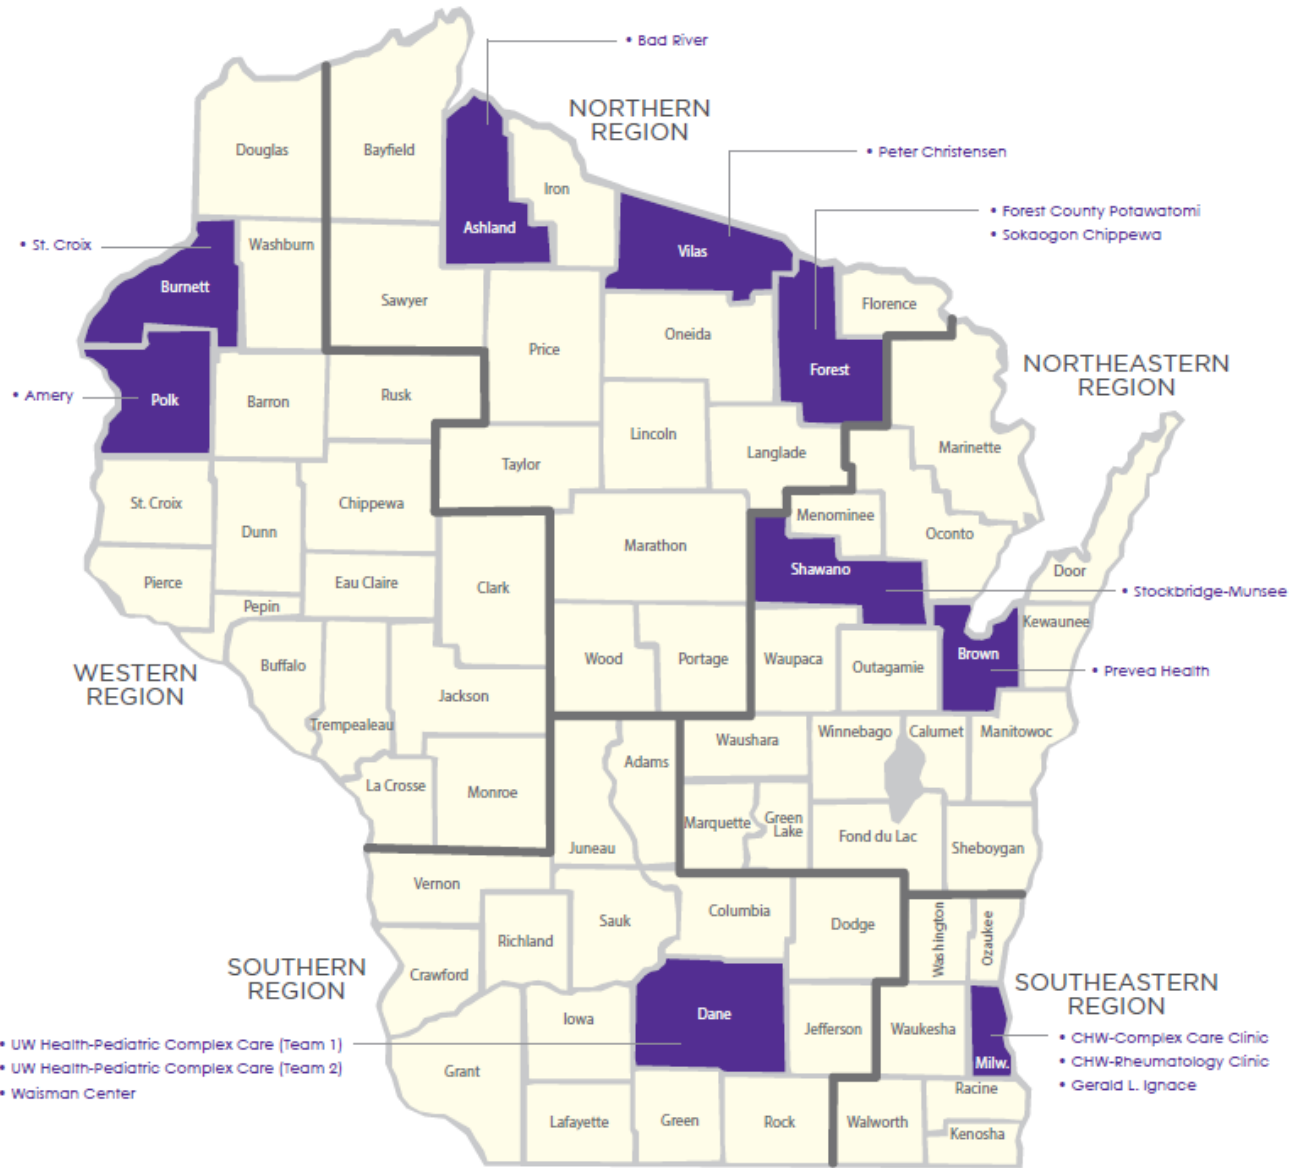 • Bad River
NORTHERN
REGION
• Peter Christensen
• Forest County Potawatomi
• Sokaogon Chippewa
Douglas
Bayfield
Iron
Ashland
• St. Croix
Washburn
Vilas
Burnett
Sawyer
Florence
Oneida
Price
NORTHEASTERN
REGION
Forest
• Amery
Polk
Barron
Rusk
Lincoln
Langlade
Marinette
Taylor
St. Croix
Chippewa
Menominee
Dunn
Oconto
Marathon
Shawano
Door
Pierce
Eau Claire
Clark
• Stockbridge-Munsee
Pepin
Kewaunee
WESTERN
REGION
Buffalo
Wood
Portage
Waupaca
Outagamie
Brown
• Prevea Health
Jackson
Trempealeau
Waushara
Winnebago
Calumet
Manitowoc
Adams
La Crosse
Monroe
Marquette
Green
Lake
Juneau
Fond du Lac
Sheboygan
Vernon
Richland
Sauk
Columbia
Dodge
Washington
Ozaukee
SOUTHERN
REGION
Crawford
SOUTHEASTERN
REGION
Iowa
Dane
Jefferson
Waukesha
• UW Health-Pediatric Complex Care (Team 1)
• UW Health-Pediatric Complex Care (Team 2)
• Waisman Center
• CHW-Complex Care Clinic
• CHW-Rheumatology Clinic
• Gerald L. Ignace
Milw.
Grant
Racine
Lafayette
Green
Rock
Walworth
Kenosha